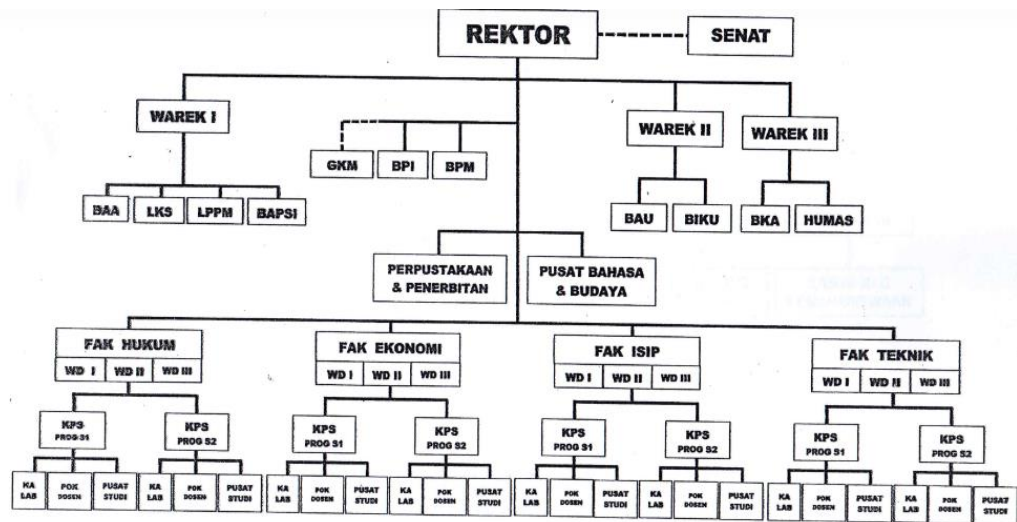 REKTOR
SENAT
WAREK I
WAREK II
WAREK III
GKM
BPI
BPM
BAA
LKS
LPPM
BAPSI
BAU
BIKU
BKA
HUMAS
PERPUSTAKAAN
& PENERBITAN
PUSAT BAHASA
& BUDAYA
FAK HUKUM
WD I
WD II
WD III
FAK EKONOMI
WD I
WD II
WD III
FAK ISIP
WD I
WD II
WD III
FAK TEKNIK
WD I
WD II
WD III
KPS
PROG S1
KPS
PROG S2
KPS
PROG S1
KPS
PROG S2
KPS
PROG S1
KPS
PROG S2
KPS
PROG S1
KPS
PROG S2
KA
LAB
POK
DOSEN
PUSAT
STUDI
KA
LAB
POK
DOSEN
PUSAT
STUDI
KA
LAB
POK
DOSEN
PUSAT
STUDI
KA
LAB
POK
DOSEN
PUSAT
STUDI
KA
LAB
POK
DOSEN
PUSAT
STUDI
KA
LAB
POK
DOSEN
PUSAT
STUDI
KA
LAB
POK
DOSEN
PUSAT
STUDI
KA
LAB
POK
DOSEN
PUSAT
STUDI